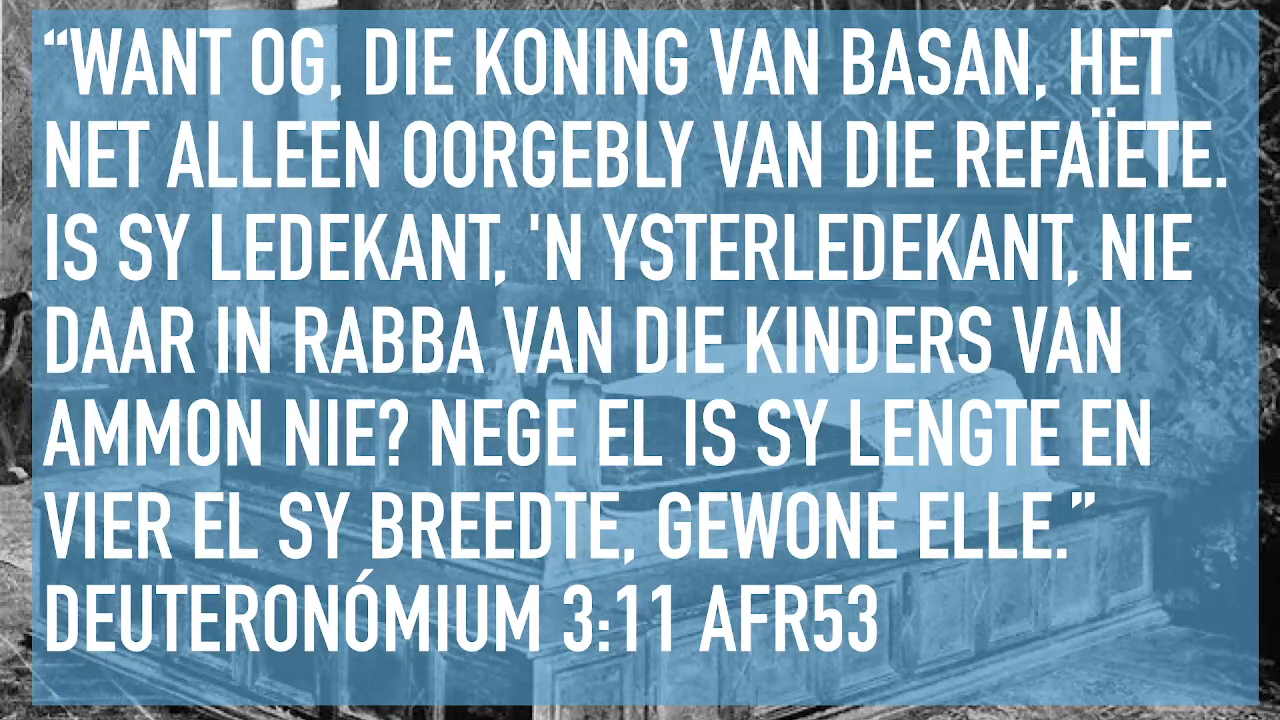 “WANT OG, DIE KONING VAN BASAN, HET
NET ALLEEN OORGEBLY VAN DIE REFAÏETE.
IS SY LEDEKANT, 'N YSTERLEDEKANT, NIE
DAAR IN RABBA VAN DIE KINDERS VAN
AMMON NIE? NEGE EL IS SY LENGTE EN
VIER EL SY BREEDTE, GEWONE ELLE.”
DEUTERONÓMIUM 3:11 AFR53